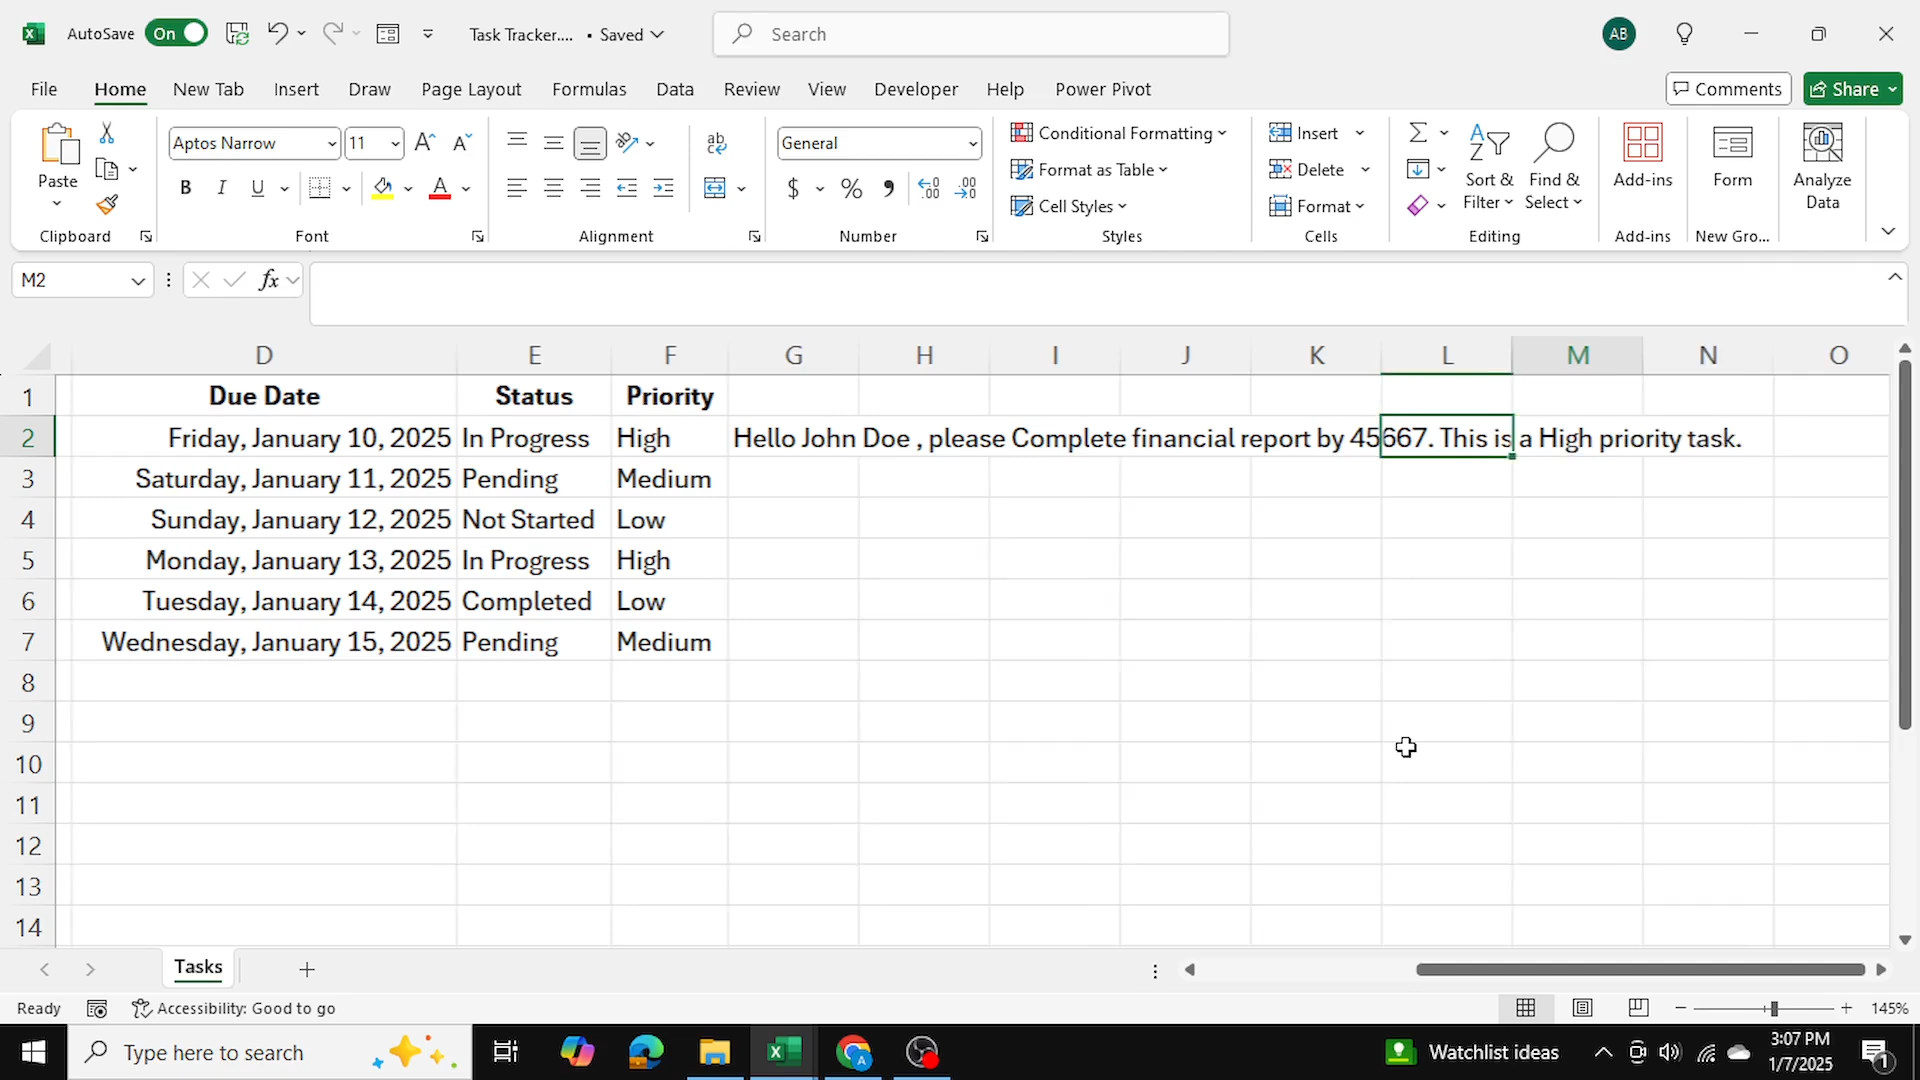 AutoSave On Task Tracker.... • Saved Search AB
File Home New Tab Insert Draw Page Layout Formulas Data Review View Developer Help Power Pivot Comments Share
Paste Aptos Narrow 11 General Conditional Formatting Format as Table Cell Styles Insert Delete Format Sort & Filter Find & Select Add-ins Form Analyze Data
Clipboard Font Alignment Number Styles Cells Editing Add-ins New Gro...
M2 fx
D E F G H I J K L M N O
1 Due Date Status Priority
2 Friday, January 10, 2025 In Progress High Hello John Doe , please Complete financial report by 45667. This is a High priority task.
3 Saturday, January 11, 2025 Pending Medium
4 Sunday, January 12, 2025 Not Started Low
5 Monday, January 13, 2025 In Progress High
6 Tuesday, January 14, 2025 Completed Low
7 Wednesday, January 15, 2025 Pending Medium
8
9
10
11
12
13
14
Tasks
Ready Accessibility: Good to go 145%
Type here to search Watchlist ideas 3:07 PM
1/7/2025 1